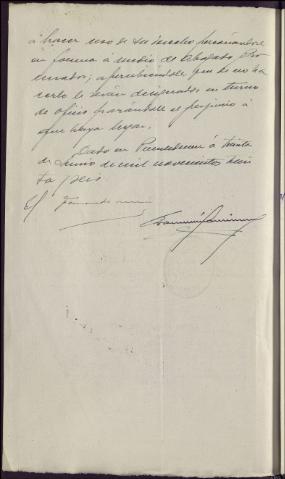 á hacer uso de su derecho personandose
en forma a medio de Abogado, Pro
curador; apercibiendole que de no ha
cerlo le serán designados en turno
de oficio parándole el perjuicio á
que haya lugar.
Dado en á treinta
de Junio de mil novecientos trein
ta y seis
El